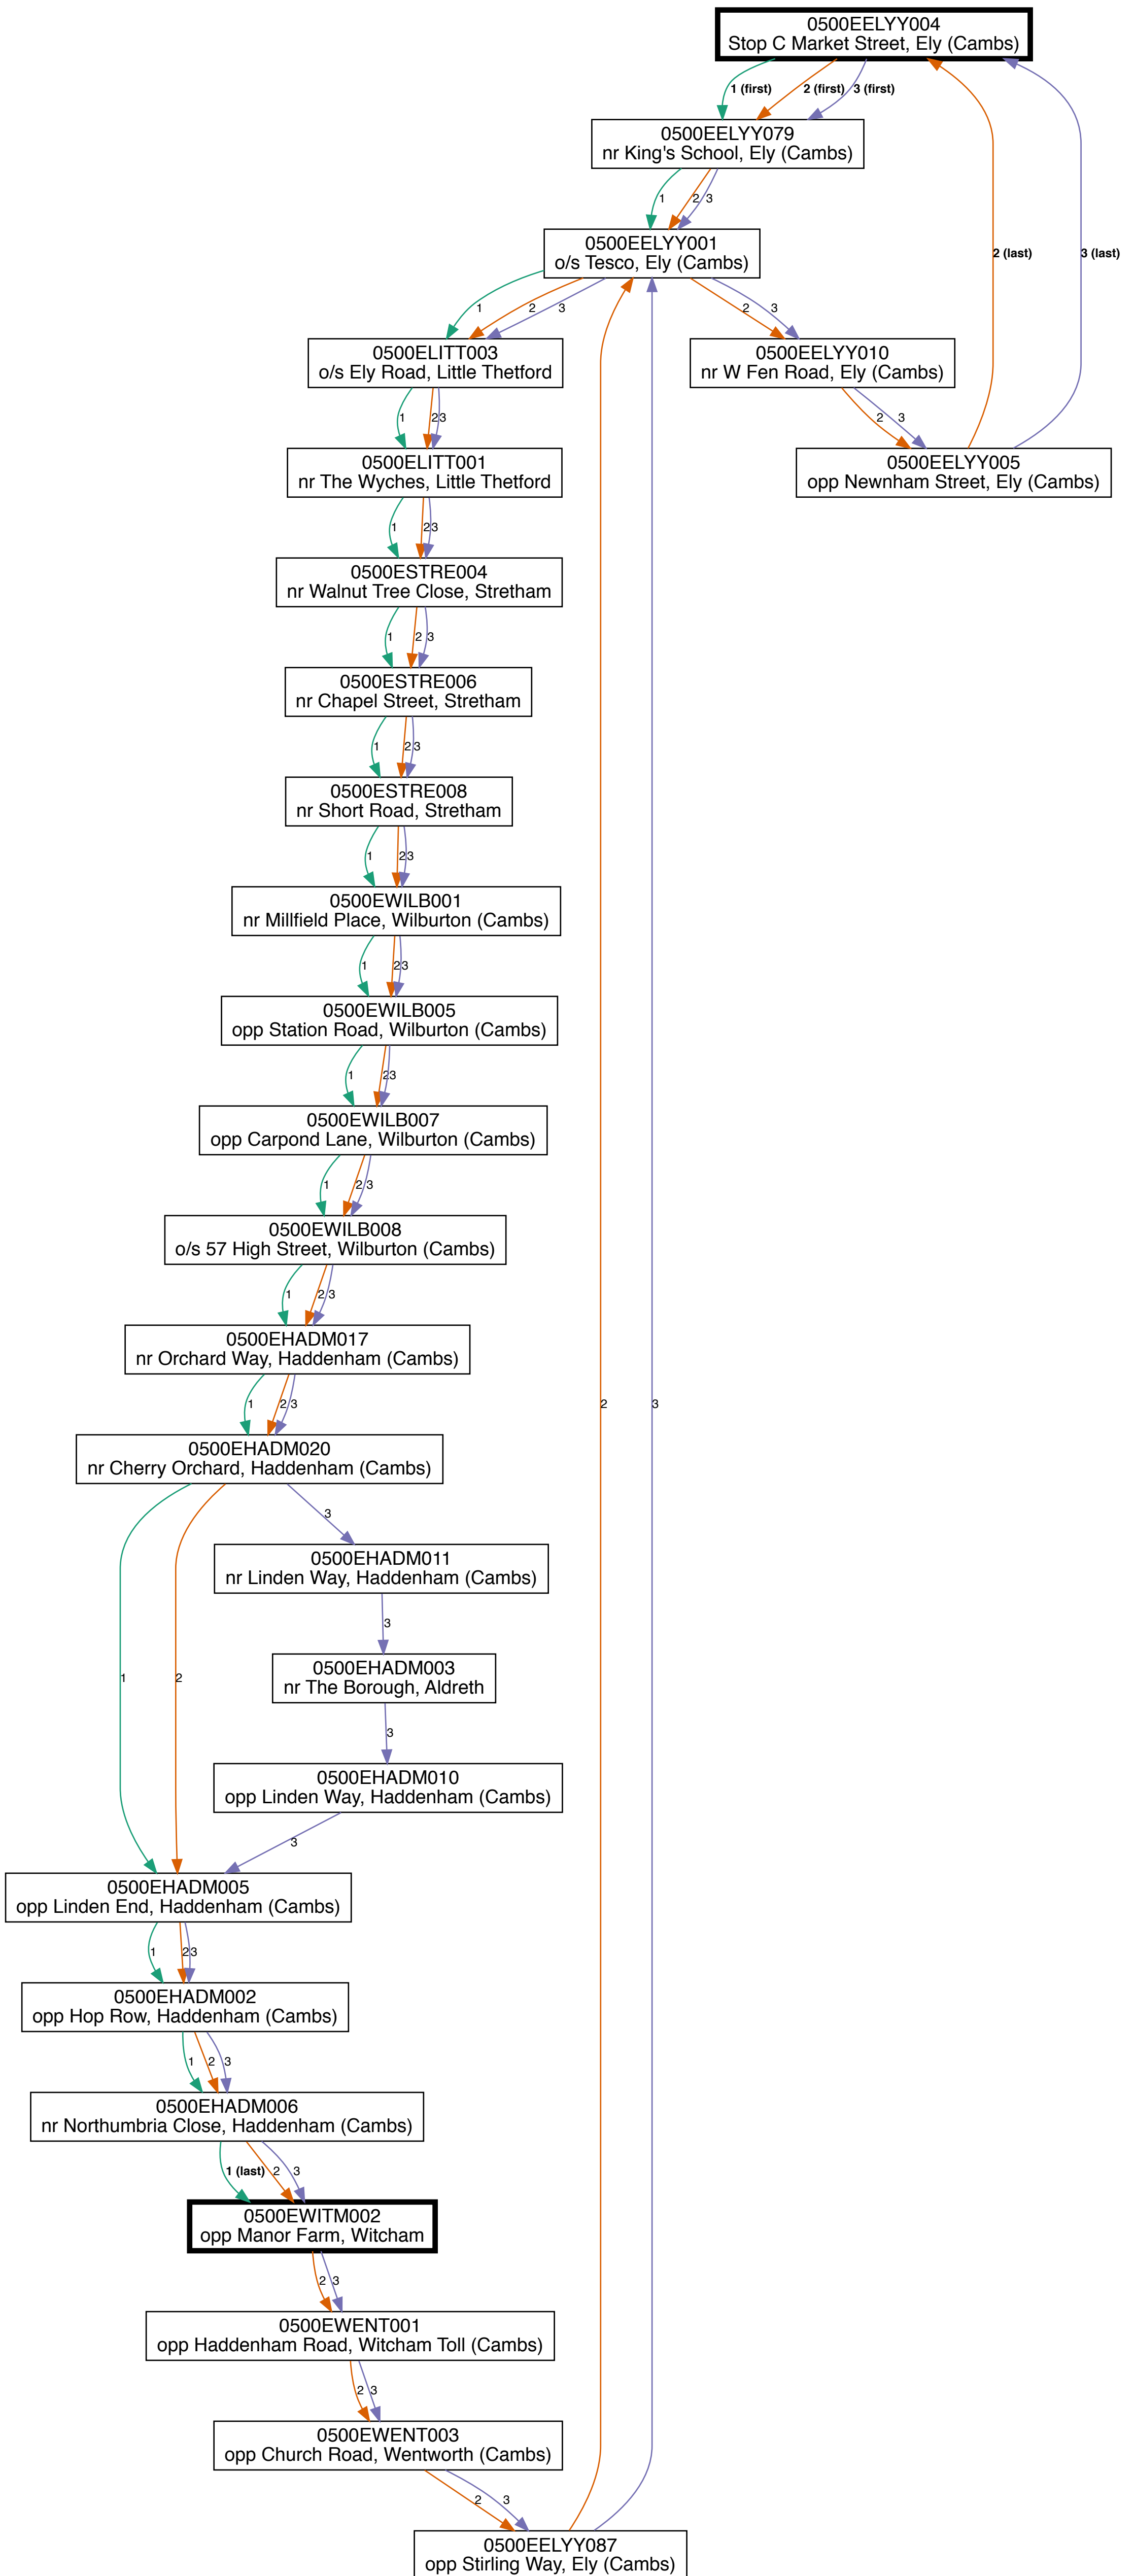 0500EELYY004
Stop C Market Street, Ely (Cambs)
1 (first)
2 (first)
3 (first)
0500EELYY079
nr King's School, Ely (Cambs)
1
2
3
0500EELYY001
o/s Tesco, Ely (Cambs)
2 (last)
3 (last)
1
2
3
2
3
0500ELITT003
o/s Ely Road, Little Thetford
0500EELYY010
nr W Fen Road, Ely (Cambs)
1
2
3
2
3
0500ELITT001
nr The Wyches, Little Thetford
0500EELYY005
opp Newnham Street, Ely (Cambs)
1
2
3
0500ESTRE004
nr Walnut Tree Close, Stretham
1
2
3
0500ESTRE006
nr Chapel Street, Stretham
1
2
3
0500ESTRE008
nr Short Road, Stretham
1
2
3
0500EWILB001
nr Millfield Place, Wilburton (Cambs)
1
2
3
0500EWILB005
opp Station Road, Wilburton (Cambs)
1
2
3
0500EWILB007
opp Carpond Lane, Wilburton (Cambs)
1
2
3
0500EWILB008
o/s 57 High Street, Wilburton (Cambs)
1
2
3
0500EHADM017
nr Orchard Way, Haddenham (Cambs)
1
2
3
2
3
0500EHADM020
nr Cherry Orchard, Haddenham (Cambs)
3
0500EHADM011
nr Linden Way, Haddenham (Cambs)
3
0500EHADM003
nr The Borough, Aldreth
1
2
3
0500EHADM010
opp Linden Way, Haddenham (Cambs)
3
0500EHADM005
opp Linden End, Haddenham (Cambs)
1
2
3
0500EHADM002
opp Hop Row, Haddenham (Cambs)
1
2
3
0500EHADM006
nr Northumbria Close, Haddenham (Cambs)
1 (last)
2
3
0500EWITM002
opp Manor Farm, Witcham
2
3
0500EWENT001
opp Haddenham Road, Witcham Toll (Cambs)
2
3
0500EWENT003
opp Church Road, Wentworth (Cambs)
2
3
0500EELYY087
opp Stirling Way, Ely (Cambs)